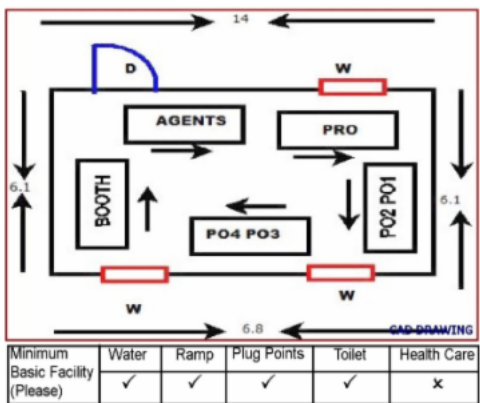 14
D
W
AGENTS
PRO
6.1
BOOTH
PO2 PO1
6.1
PO4 PO3
W
W
6.8
CAD DRAWING
Minimum Basic Facility (Please)
Water
Ramp
Plug Points
Toilet
Health Care
✓
✓
✓
✓
x